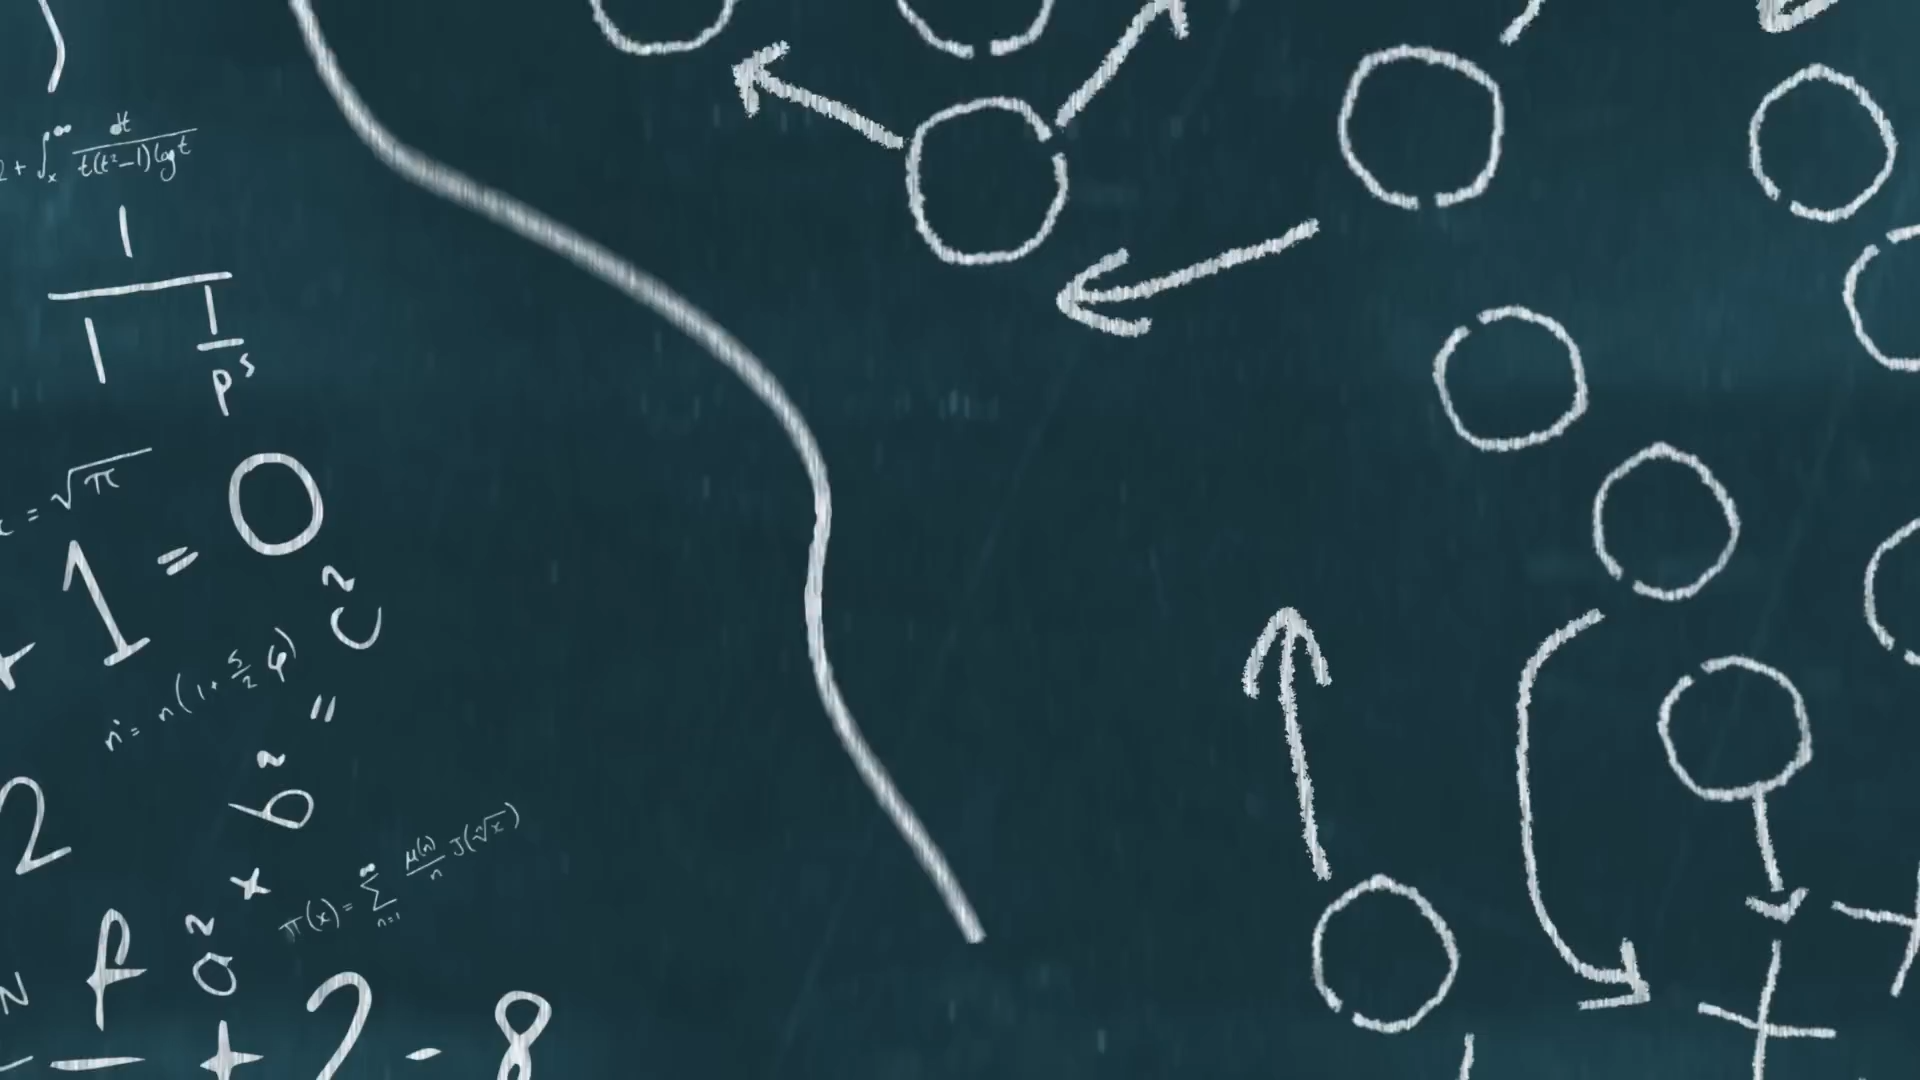 2 + ∫ₓ^∞ dt / t(t²-1) log t
1
1 1/pˢ
= √π
+ 1 = 0
n̈ = n(1 + 5/2 φ)
a² + b² = c²
2
π(x) = ∑ₙ₌₁^∞ μ(n)/n J(ⁿ√x)
N f
- + 2 - 8